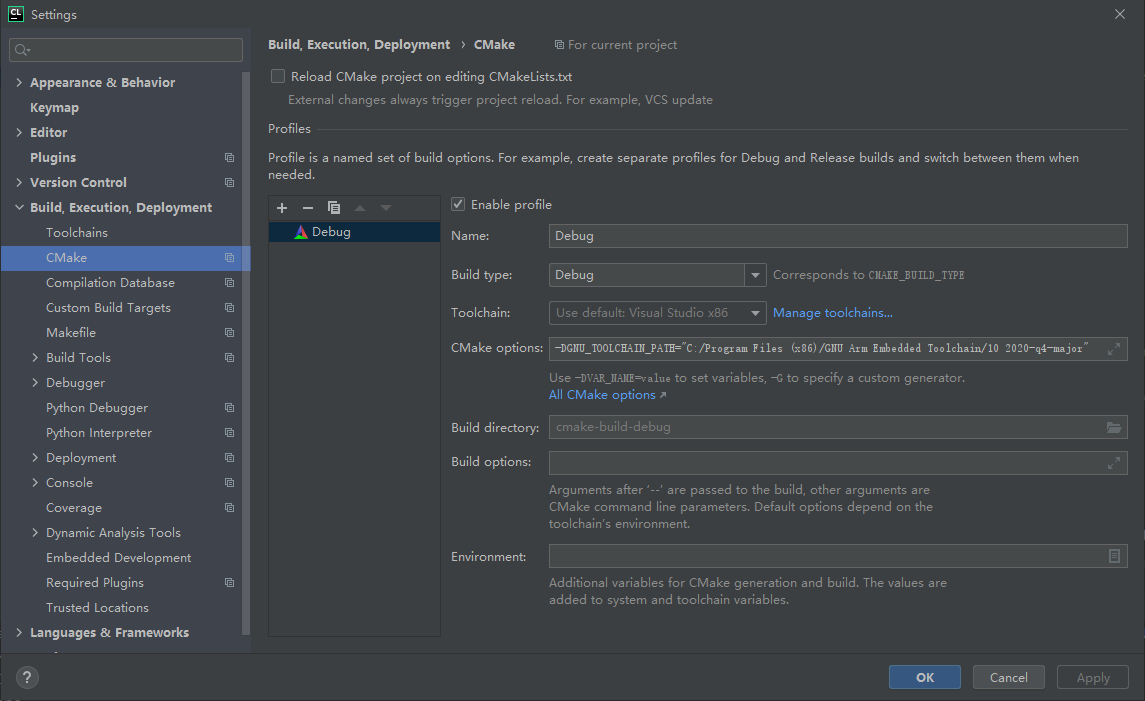 CL Settings
Build, Execution, Deployment › CMake For current project
Appearance & Behavior
Keymap
Editor
Plugins
Version Control
Build, Execution, Deployment
Toolchains
CMake
Compilation Database
Custom Build Targets
Makefile
Build Tools
Debugger
Python Debugger
Python Interpreter
Deployment
Console
Coverage
Dynamic Analysis Tools
Embedded Development
Required Plugins
Trusted Locations
Languages & Frameworks
Reload CMake project on editing CMakeLists.txt
External changes always trigger project reload. For example, VCS update
Profiles
Profile is a named set of build options. For example, create separate profiles for Debug and Release builds and switch between them when
needed.
Debug
Enable profile
Name: Debug
Build type: Debug Corresponds to CMAKE_BUILD_TYPE
Toolchain: Use default: Visual Studio x86 Manage toolchains...
CMake options: -DGNU_TOOLCHAIN_PATH="C:/Program Files (x86)/GNU Arm Embedded Toolchain/10 2020-q4-major"
Use -DVAR_NAME=value to set variables, -G to specify a custom generator.
All CMake options ↗
Build directory: cmake-build-debug
Build options:
Arguments after '--' are passed to the build, other arguments are
CMake command line parameters. Default options depend on the
toolchain's environment.
Environment:
Additional variables for CMake generation and build. The values are
added to system and toolchain variables.
? OK Cancel Apply